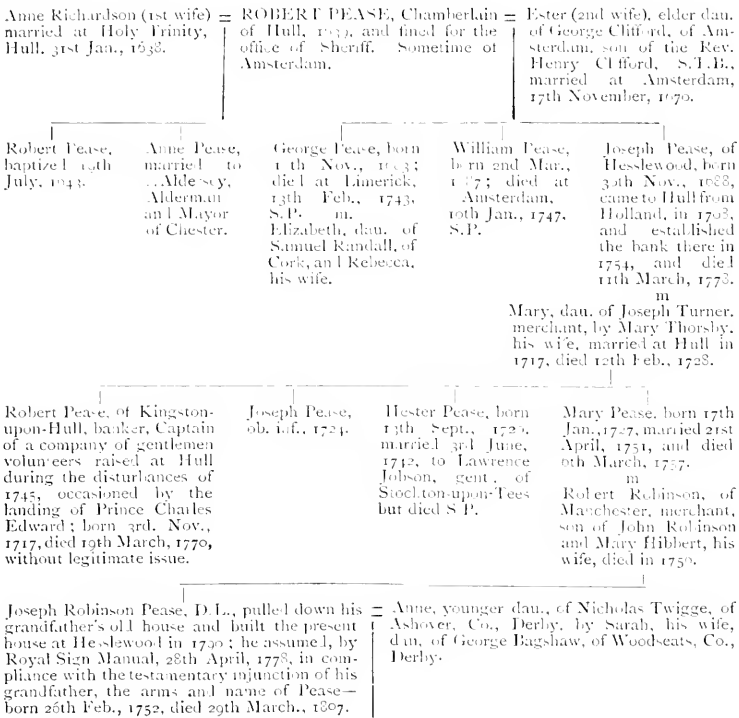 Anne Richardson (1st wife) =
married at Holy Trinity,
Hull, 31st Jan., 1638.
ROBERT PEASE, Chamberlain =
of Hull, 1639, and fined for the
office of Sheriff. Sometime of
Amsterdam.
Ester (2nd wife), elder dau.
of George Clifford, of Am-
sterdam, son of the Rev.
Henry Clifford, S.T.B.,
married at Amsterdam,
17th November, 1670.
Robert Pease,
baptized
July, 1643.
Anne Pease,
married to
...Aldersey,
Alderman
and Mayor
of Chester.
George Pease, born
Nov.,
died at Limerick,
13th Feb., 1743,
S.P. m.
Elizabeth, dau. of
Samuel Randall, of
Cork, and Rebecca,
his wife.
William Pease,
born 2nd Mar.,
died at
Amsterdam,
10th Jan., 1747,
S.P.
Joseph Pease, of
Hesslewood, born
30th Nov., 1688,
came to Hull from
Holland, in 1708,
and established
the bank there in
1754, and died
11th March, 1778.
m
Mary, dau. of Joseph Turner,
merchant, by Mary Thorsby,
his wife, married at Hull in
1717, died 12th Feb., 1728.
Robert Pease, of Kingston-
upon-Hull, banker, Captain
of a company of gentlemen
volunteers raised at Hull
during the disturbances of
1745, occasioned by the
landing of Prince Charles
Edward; born 3rd. Nov.,
1717, died 19th March, 1770,
without legitimate issue.
Joseph Pease,
ob. inf., 1724.
Hester Pease, born
Sept.,
married 3rd June,
1742, to Lawrence
Jobson, gent., of
Stockton-upon-Tees
but died S P.
Mary Pease, born 17th
Jan., 1727, married 21st
April, 1751, and died
March, 1757.
m
Robert Robinson, of
Manchester, merchant,
son of John Robinson
and Mary Hibbert, his
wife, died in 1756.
Joseph Robinson Pease, D.L., pulled down his =
grandfather's old house and built the present
house at Hesslewood in 1790; he assumed, by
Royal Sign Manual, 28th April, 1778, in com-
pliance with the testamentary injunction of his
grandfather, the arms and name of Pease—
born 26th Feb., 1752, died 29th March., 1807.
Anne, younger dau., of Nicholas Twigge, of
Ashover, Co., Derby, by Sarah, his wife,
dau. of George Bagshaw, of Woodseats, Co.,
Derby.